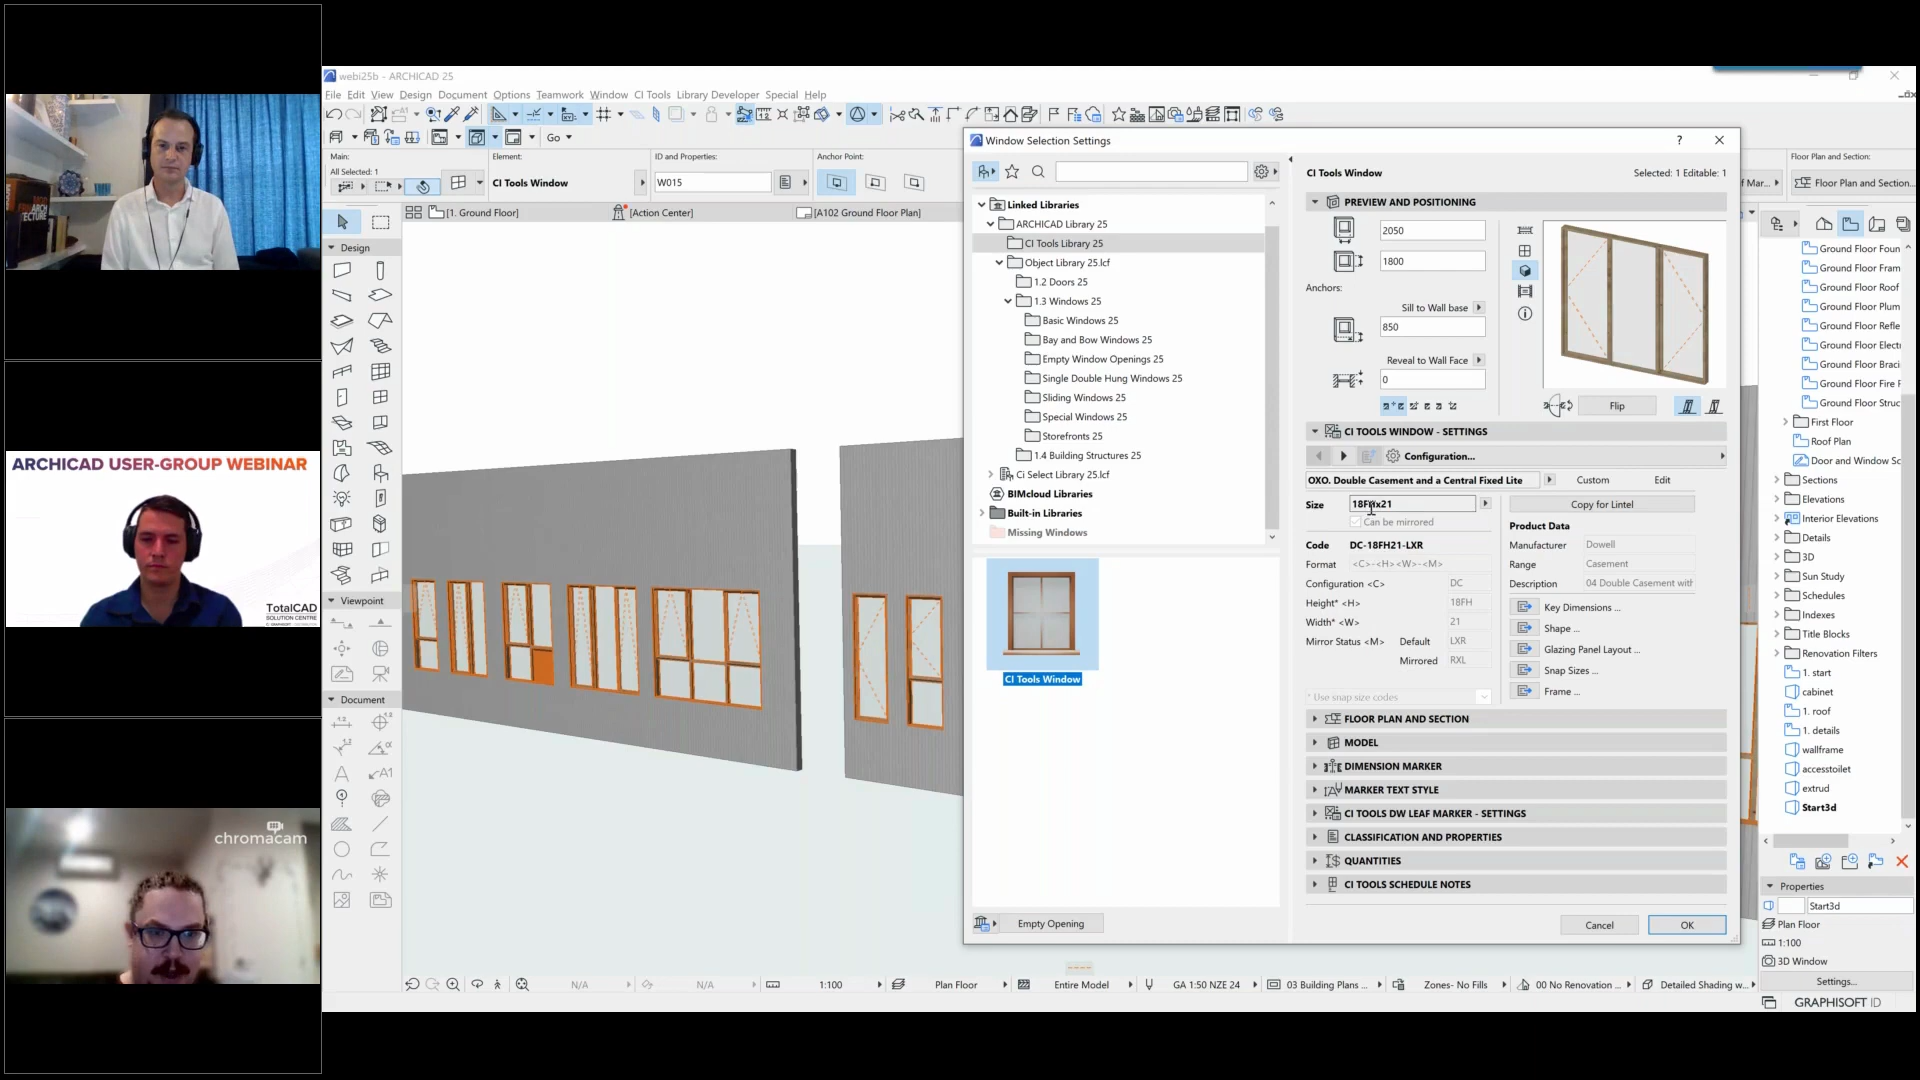 ARCHICAD USER-GROUP WEBINAR
TotalCAD
SOLUTION CENTRE
chromacam
webi25b - ARCHICAD 25
File Edit View Design Document Options Teamwork Window CI Tools Library Developer Special Help
Go
Main:
All Selected: 1
Element:
CI Tools Window
ID and Properties:
W015
Anchor Point:
Floor Plan and Section:
f Mar...
Floor Plan and Section...
[1. Ground Floor]
[Action Center]
[A102 Ground Floor Plan]
Design
Viewpoint
Document
Window Selection Settings
?
Linked Libraries
ARCHICAD Library 25
CI Tools Library 25
Object Library 25.lcf
1.2 Doors 25
1.3 Windows 25
Basic Windows 25
Bay and Bow Windows 25
Empty Window Openings 25
Single Double Hung Windows 25
Sliding Windows 25
Special Windows 25
Storefronts 25
1.4 Building Structures 25
Ci Select Library 25.lcf
BIMcloud Libraries
Built-in Libraries
Missing Windows
CI Tools Window
Empty Opening
CI Tools Window
Selected: 1 Editable: 1
PREVIEW AND POSITIONING
2050
1800
Anchors:
Sill to Wall base
850
Reveal to Wall Face
0
Flip
CI TOOLS WINDOW - SETTINGS
Configuration...
OXO. Double Casement and a Central Fixed Lite
Custom
Edit
Size
Can be mirrored
Copy for Lintel
Code DC-18FH21-LXR
Format <C>-<H><W>-<M>
Configuration <C> DC
Height* <H> 18FH
Width* <W> 21
Mirror Status <M> Default LXR
Mirrored RXL
* Use snap size codes
Product Data
Manufacturer Dowell
Range Casement
Description 04 Double Casement with
Key Dimensions ...
Shape ...
Glazing Panel Layout ...
Snap Sizes ...
Frame ...
FLOOR PLAN AND SECTION
MODEL
DIMENSION MARKER
MARKER TEXT STYLE
CI TOOLS DW LEAF MARKER - SETTINGS
CLASSIFICATION AND PROPERTIES
QUANTITIES
CI TOOLS SCHEDULE NOTES
Cancel
OK
Ground Floor Foun
Ground Floor Fram
Ground Floor Roof
Ground Floor Plum
Ground Floor Refle
Ground Floor Electr
Ground Floor Braci
Ground Floor Fire F
Ground Floor Struc
First Floor
Roof Plan
Door and Window Sc
Sections
Elevations
Interior Elevations
Details
3D
Sun Study
Schedules
Indexes
Title Blocks
Renovation Filters
1. start
cabinet
1. roof
1. details
wallframe
accesstoilet
extrud
Start3d
Properties
Start3d
Plan Floor
1:100
3D Window
Settings...
GRAPHISOFT ID
N/A
N/A
1:100
Plan Floor
Entire Model
GA 1:50 NZE 24
03 Building Plans ...
Zones- No Fills
00 No Renovation ...
Detailed Shading w...